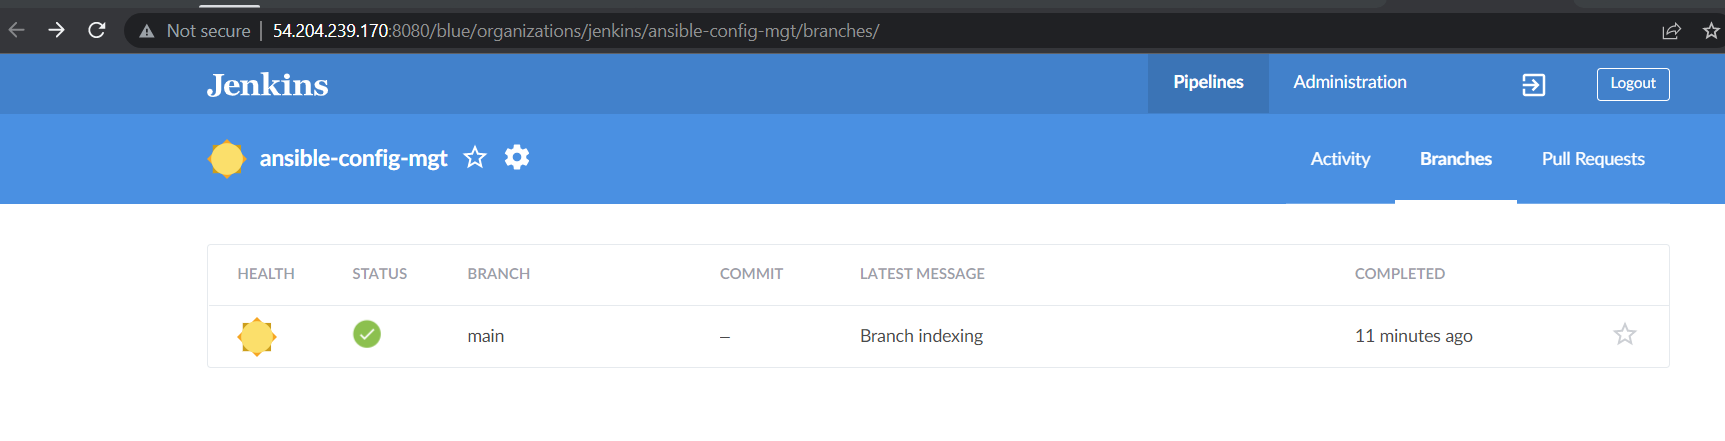 Not secure | 54.204.239.170:8080/blue/organizations/jenkins/ansible-config-mgt/branches/
Jenkins Pipelines Administration Logout
ansible-config-mgt Activity Branches Pull Requests
HEALTH STATUS BRANCH COMMIT LATEST MESSAGE COMPLETED
main – Branch indexing 11 minutes ago